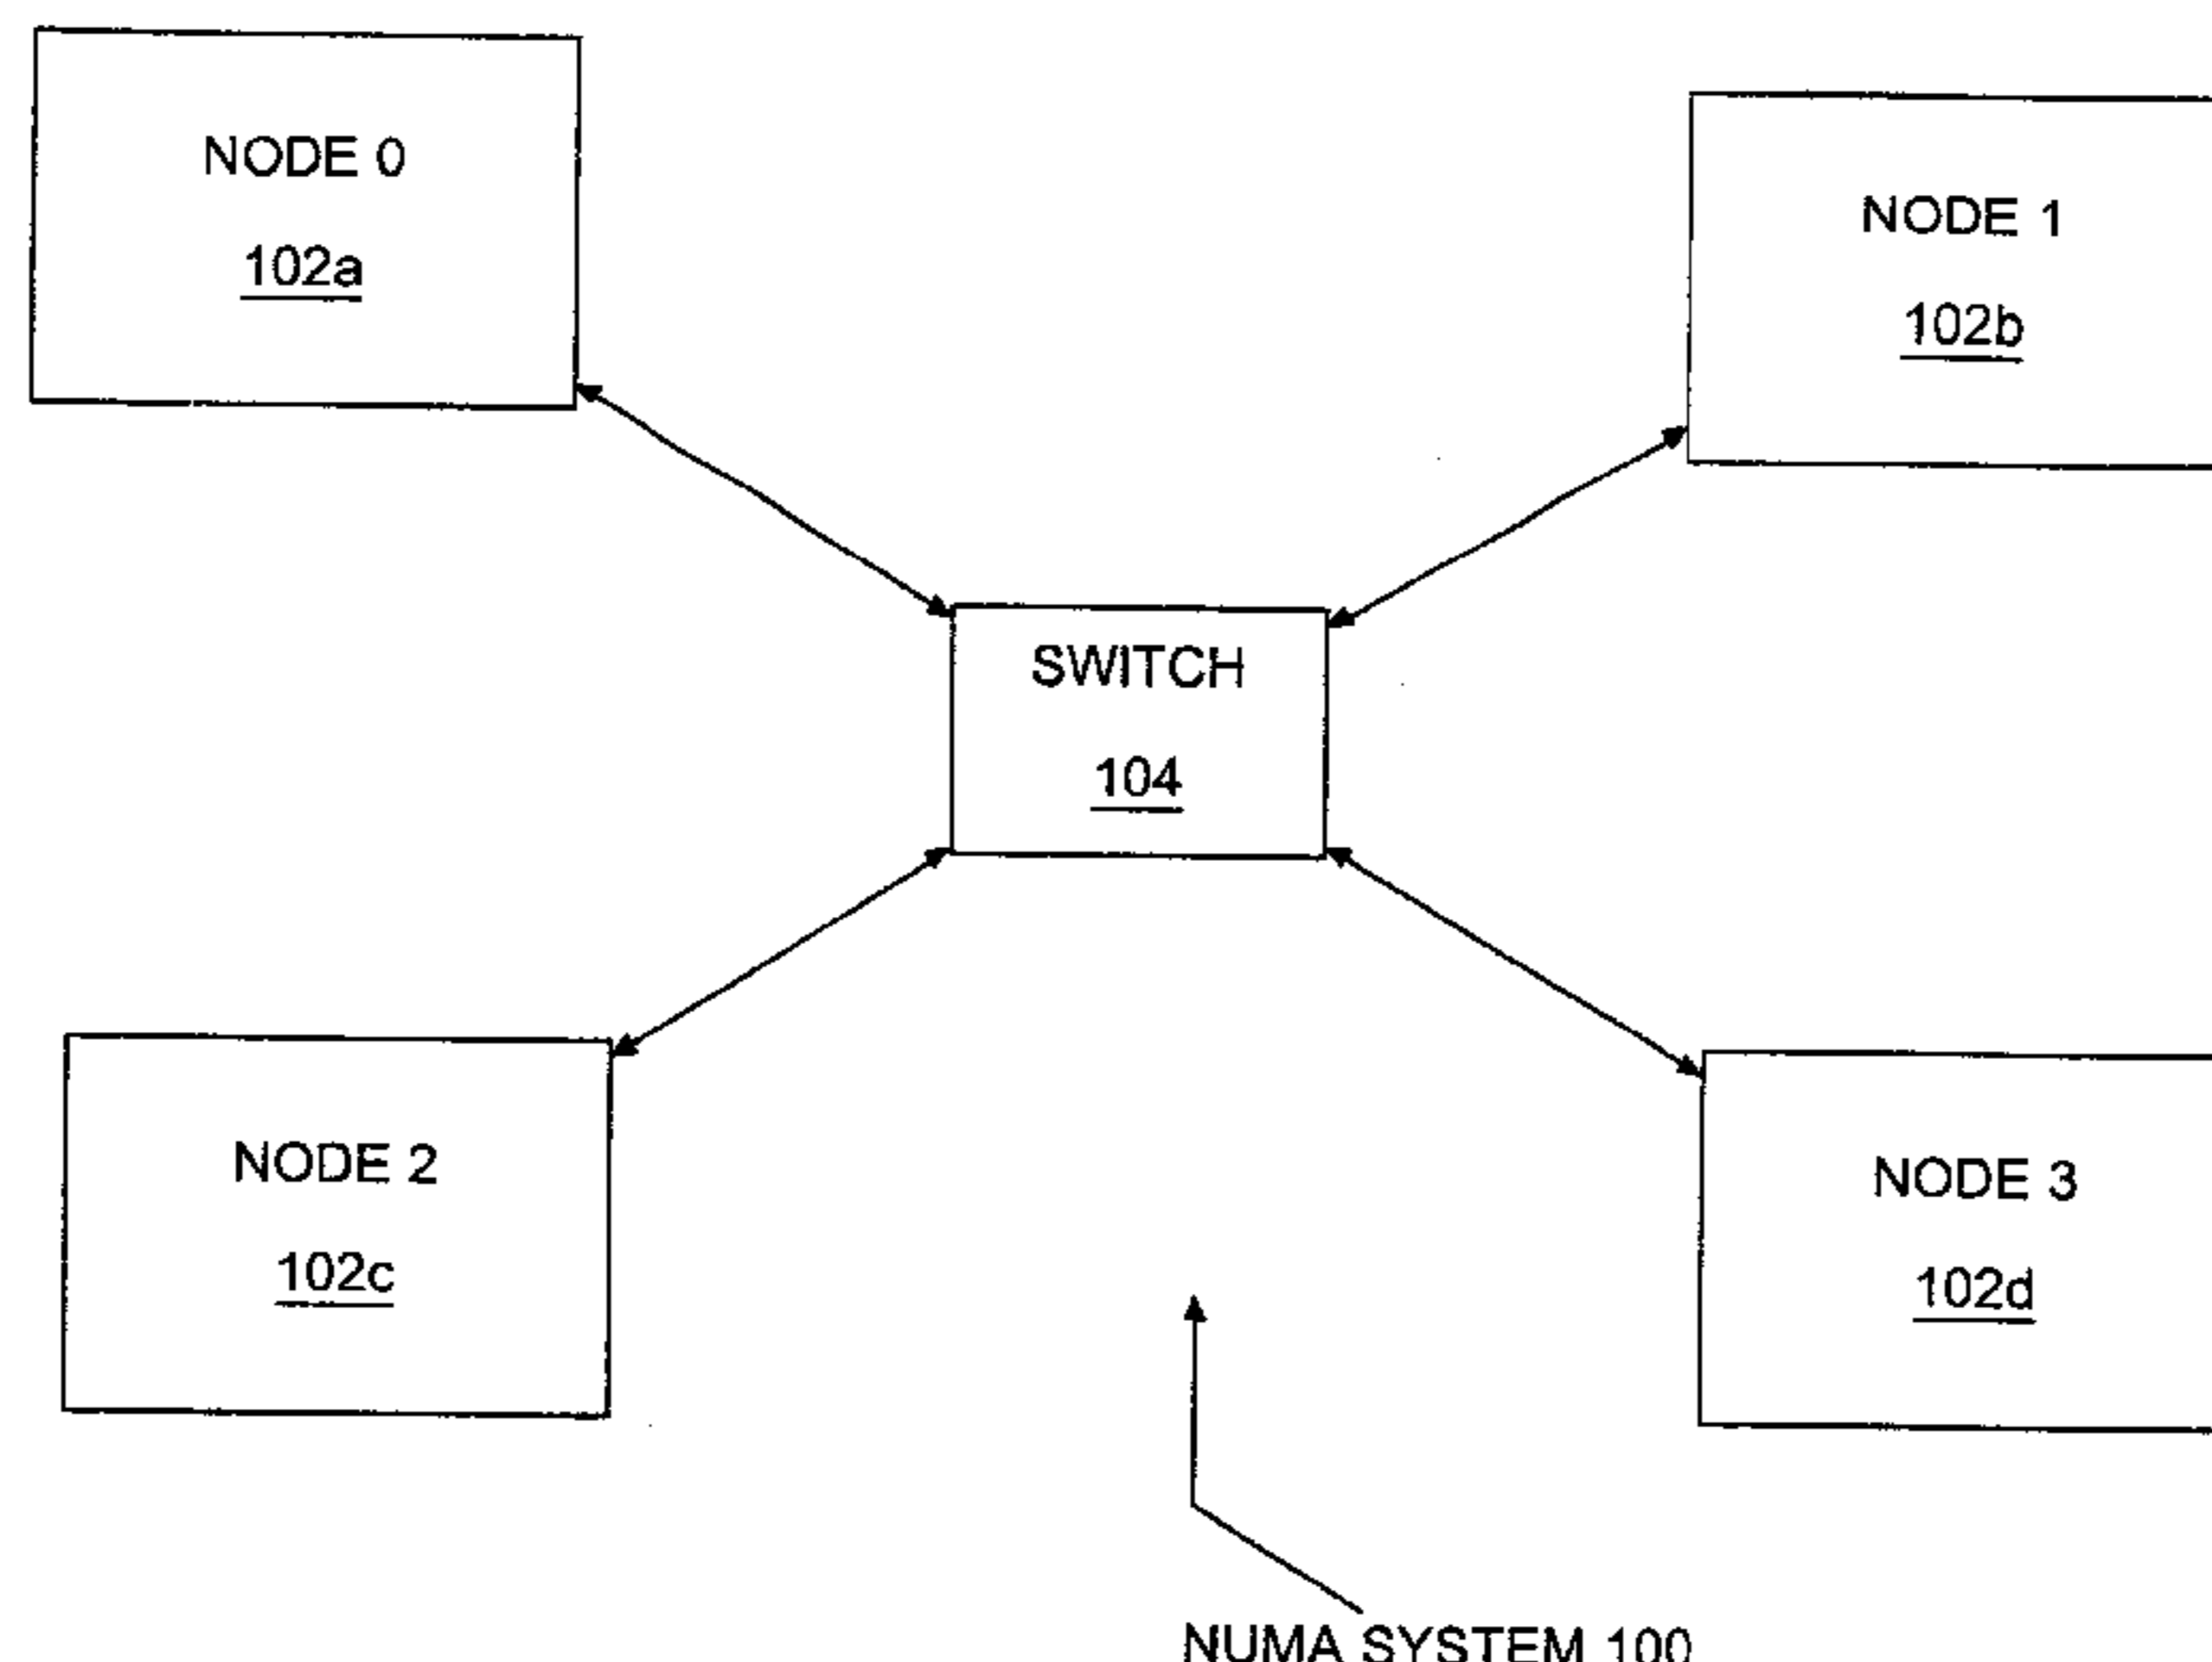 NODE 0
102a
NODE 1
102b
SWITCH
104
NODE 2
102c
NODE 3
102d
NUMA SYSTEM 100